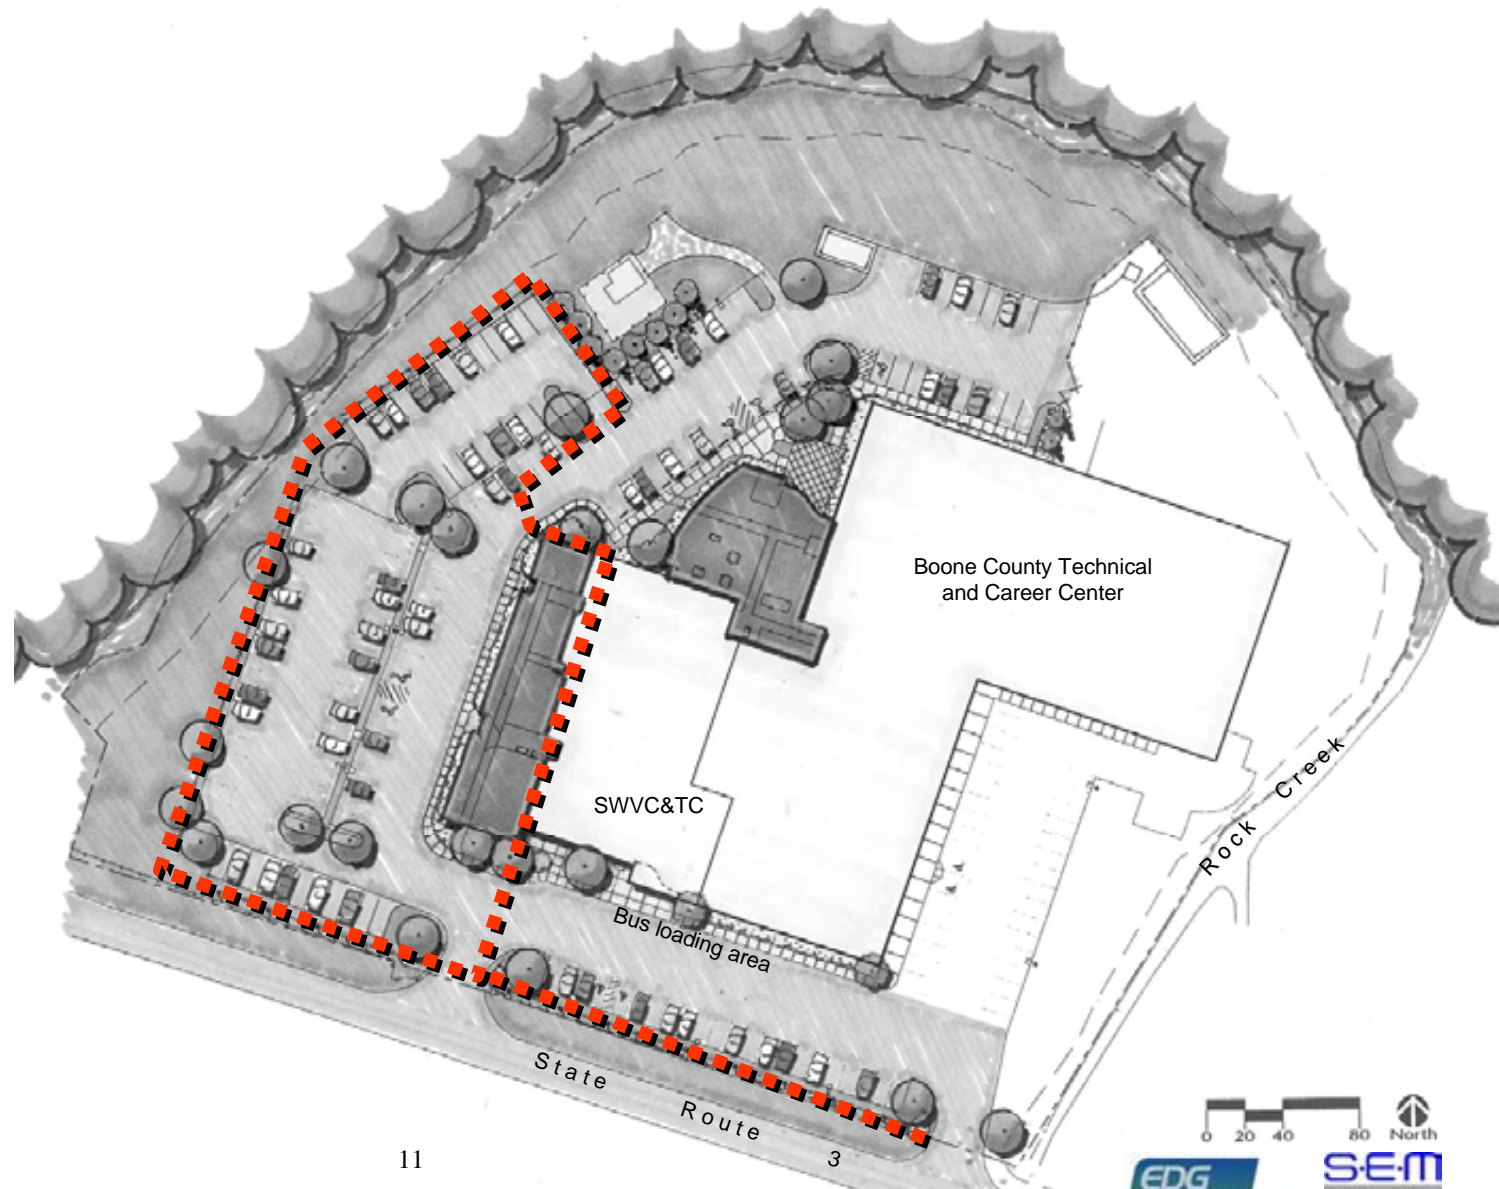 Boone County Technical
and Career Center
SWVC&TC
Bus loading area
Rock Creek
State Route 3
0 20 40 80 North
11
EDG
S·E·M